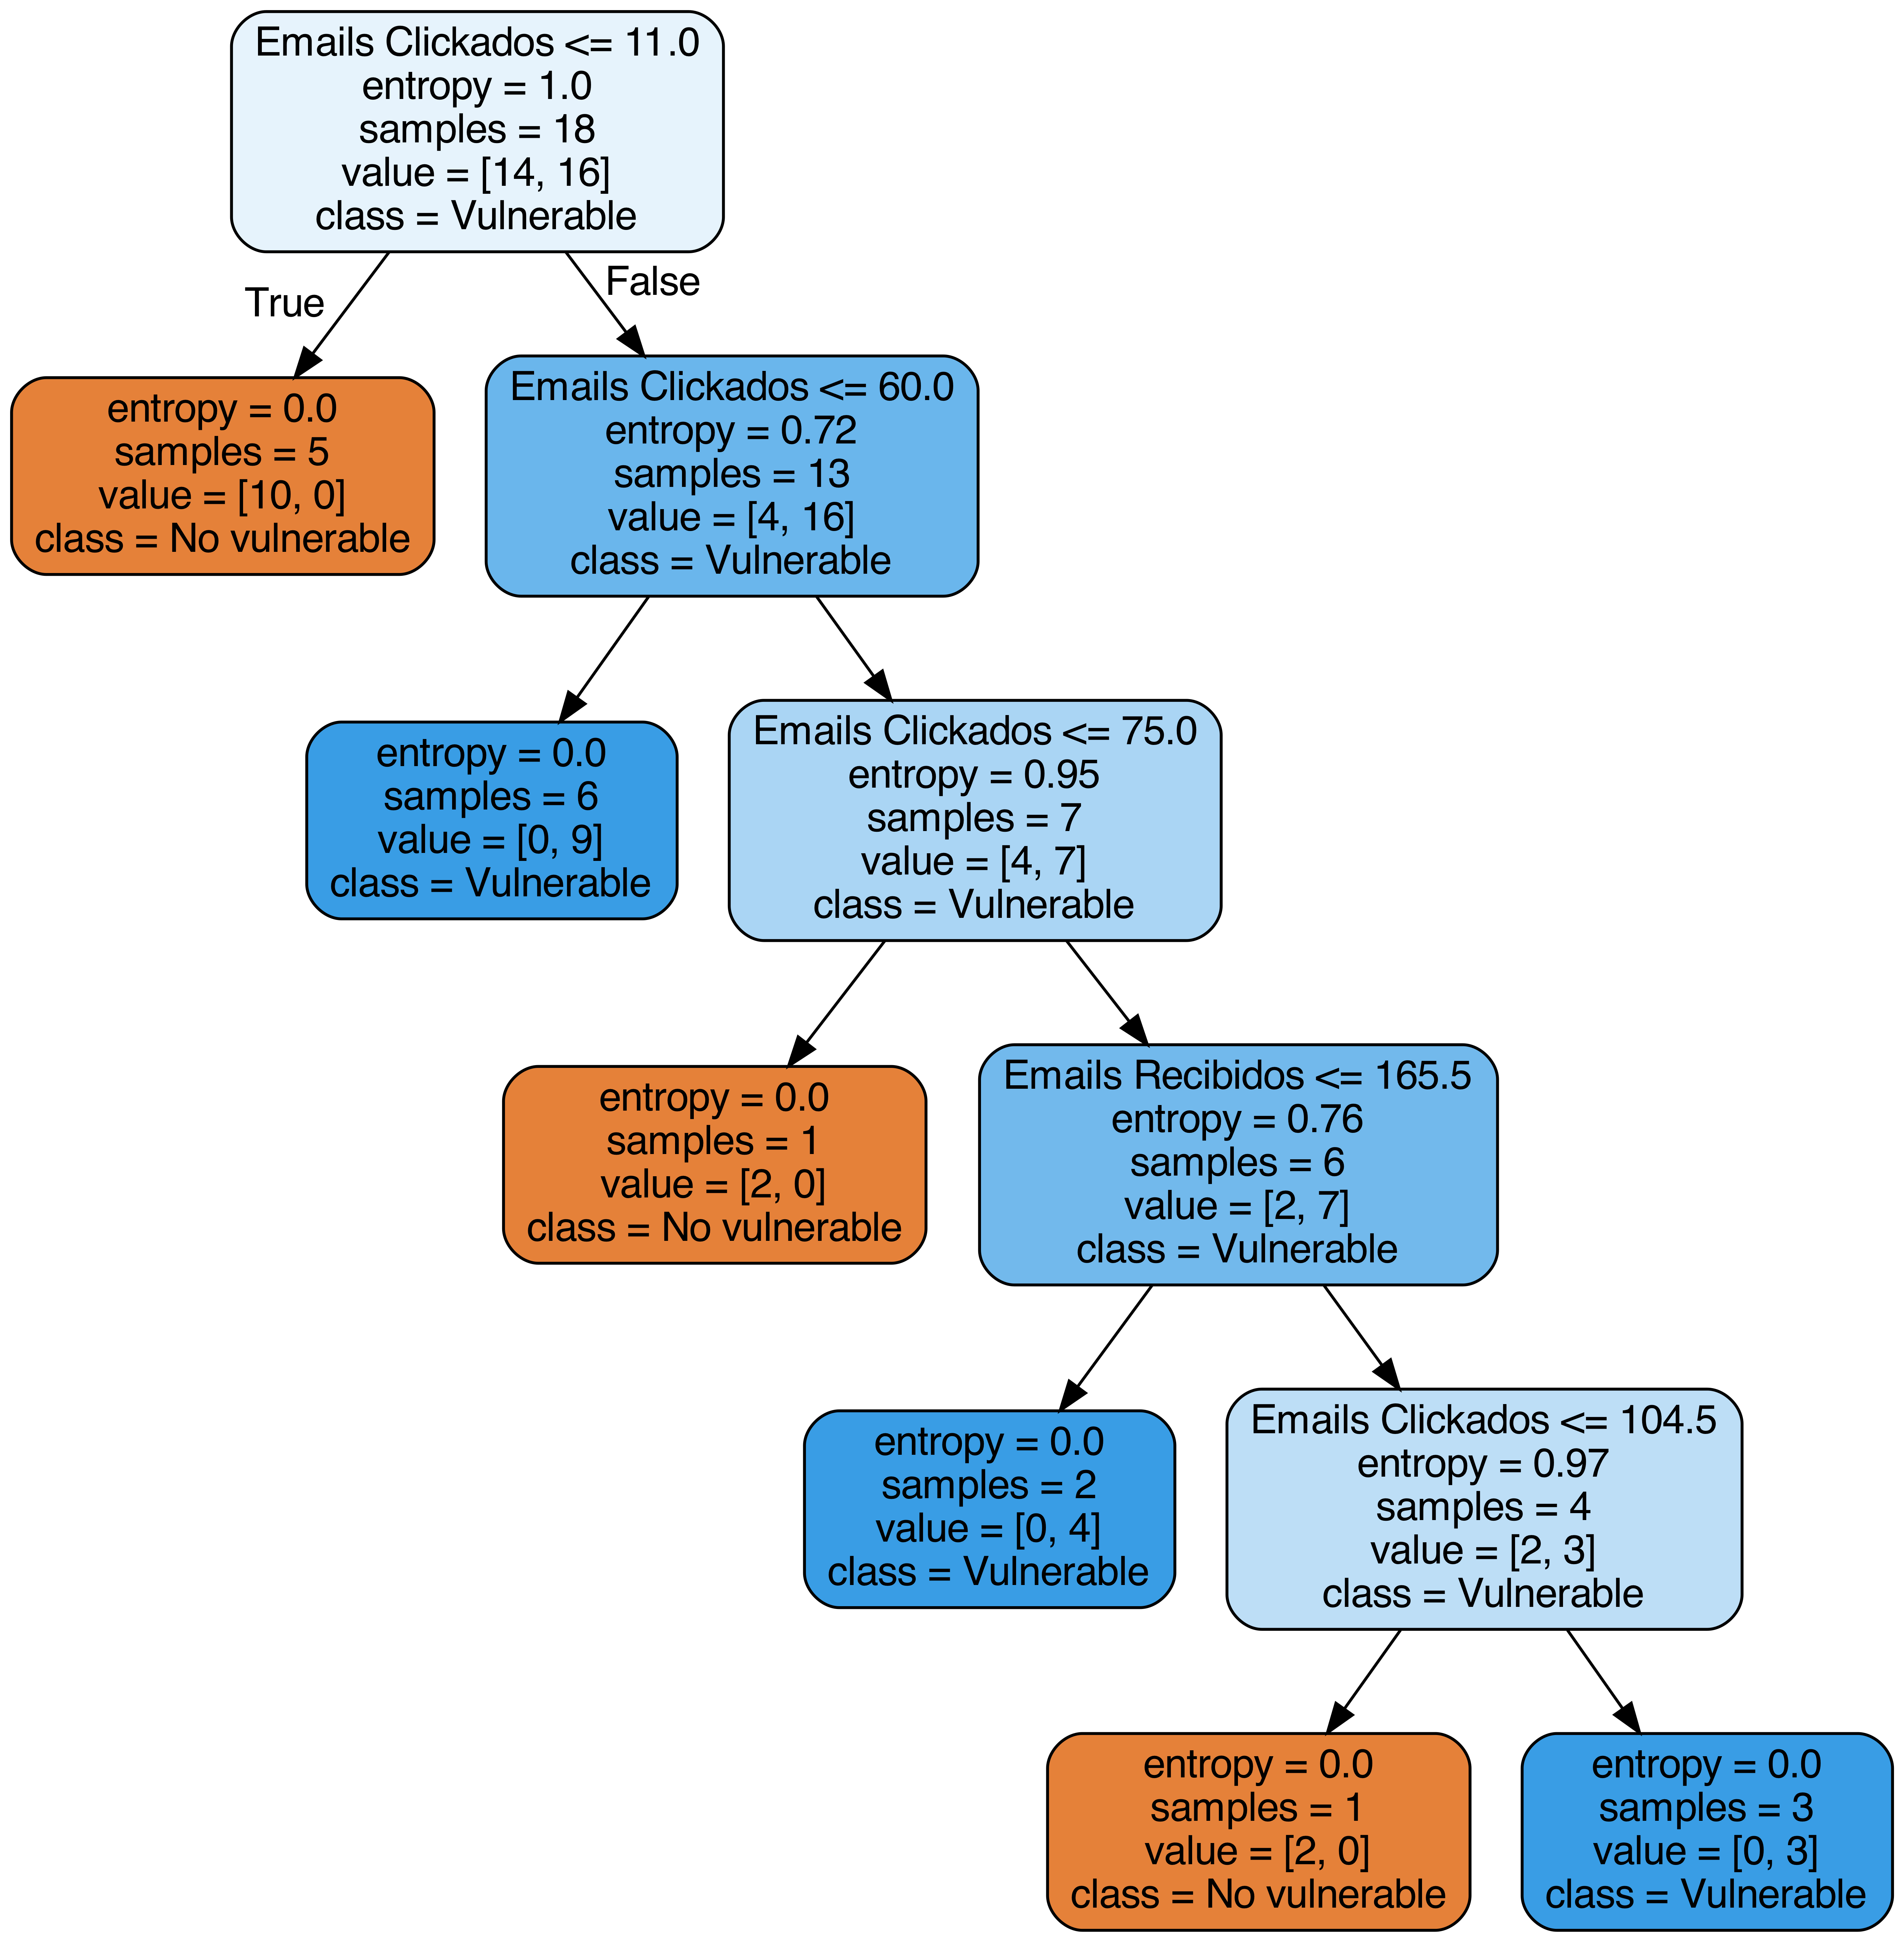 Emails Clickados <= 11.0
entropy = 1.0
samples = 18
value = [14, 16]
class = Vulnerable
True
False
entropy = 0.0
samples = 5
value = [10, 0]
class = No vulnerable
Emails Clickados <= 60.0
entropy = 0.72
samples = 13
value = [4, 16]
class = Vulnerable
entropy = 0.0
samples = 6
value = [0, 9]
class = Vulnerable
Emails Clickados <= 75.0
entropy = 0.95
samples = 7
value = [4, 7]
class = Vulnerable
entropy = 0.0
samples = 1
value = [2, 0]
class = No vulnerable
Emails Recibidos <= 165.5
entropy = 0.76
samples = 6
value = [2, 7]
class = Vulnerable
entropy = 0.0
samples = 2
value = [0, 4]
class = Vulnerable
Emails Clickados <= 104.5
entropy = 0.97
samples = 4
value = [2, 3]
class = Vulnerable
entropy = 0.0
samples = 1
value = [2, 0]
class = No vulnerable
entropy = 0.0
samples = 3
value = [0, 3]
class = Vulnerable